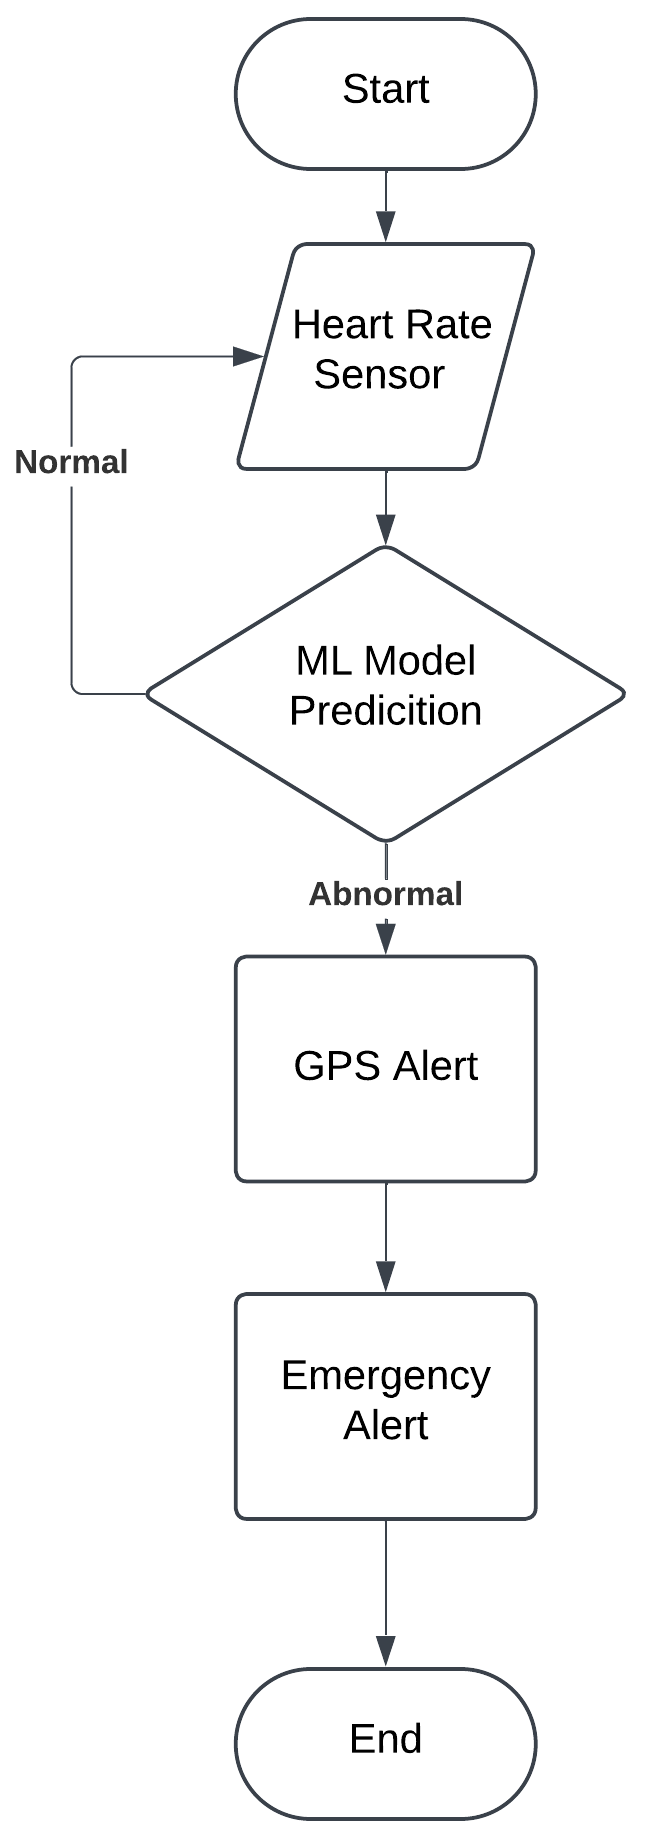 Start
Heart Rate
Sensor
Normal
ML Model
Predicition
Abnormal
GPS Alert
Emergency
Alert
End